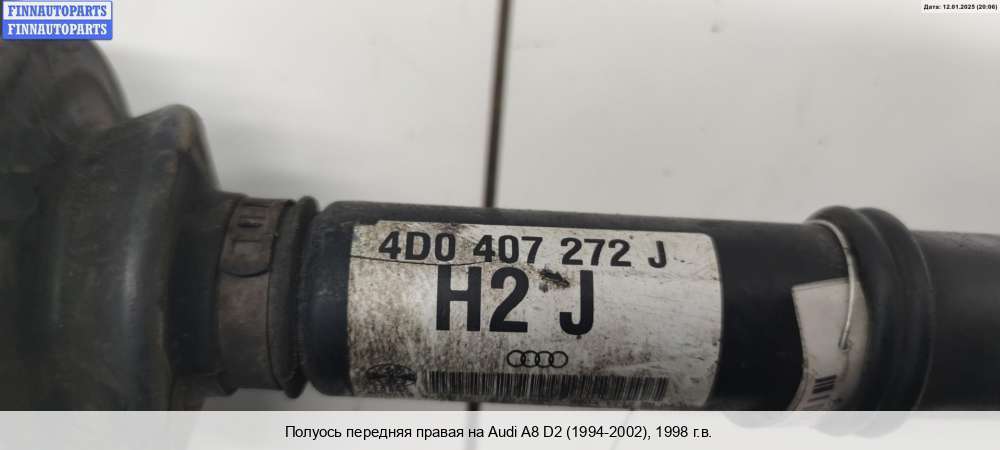 FINNAUTOPARTS
FINNAUTOPARTS
Дата: 12.01.2025 (20:06)
4D0 407 272 J
H2 J
Полуось передняя правая на Audi A8 D2 (1994-2002), 1998 г.в.